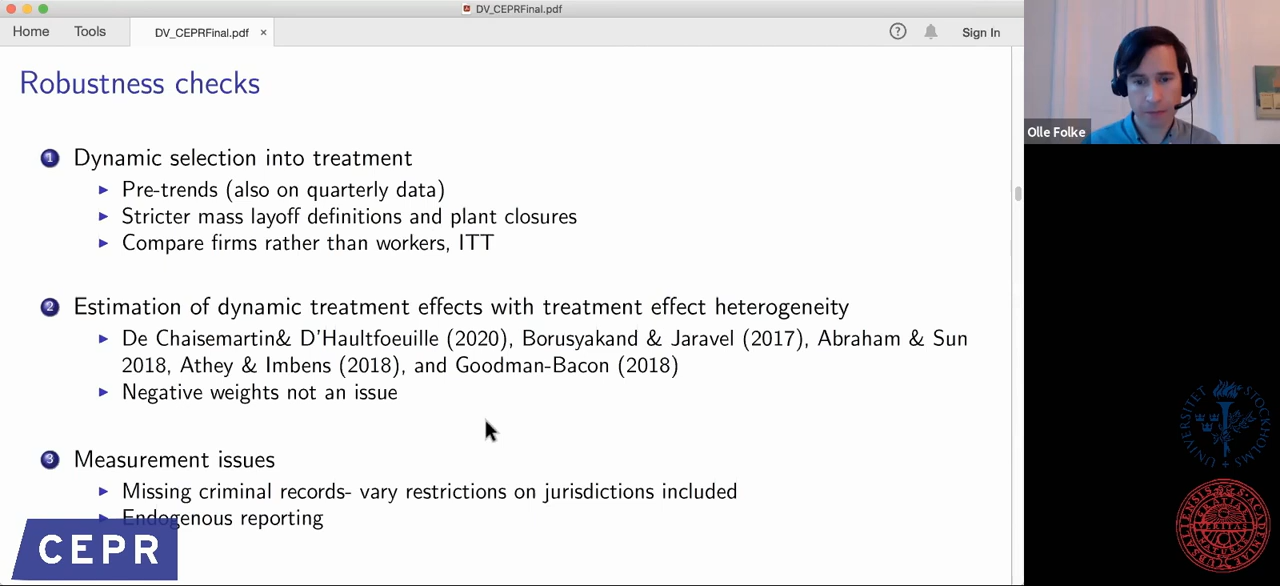 DV_CEPRFinal.pdf
Home
Tools
DV_CEPRFinal.pdf ×
?
Sign In
Robustness checks
Olle Folke
1 Dynamic selection into treatment
Pre-trends (also on quarterly data)
Stricter mass layoff definitions and plant closures
Compare firms rather than workers, ITT
2 Estimation of dynamic treatment effects with treatment effect heterogeneity
De Chaisemartin& D'Haultfoeuille (2020), Borusyakand & Jaravel (2017), Abraham & Sun
2018, Athey & Imbens (2018), and Goodman-Bacon (2018)
Negative weights not an issue
3 Measurement issues
Missing criminal records- vary restrictions on jurisdictions included
Endogenous reporting
CEPR